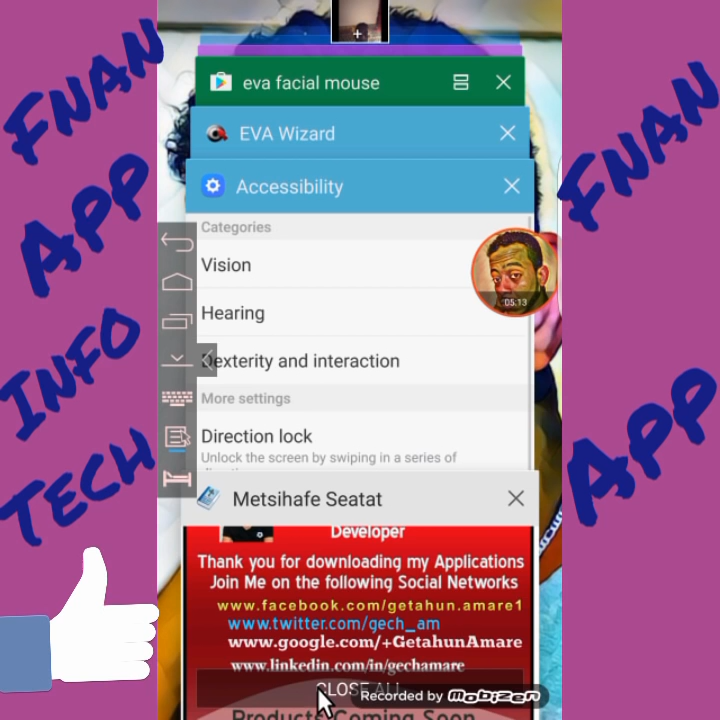 FNAN
APP
INFO
TECH
eva facial mouse
EVA Wizard
Accessibility
Categories
Vision
Hearing
Dexterity and interaction
More settings
Direction lock
Unlock the screen by swiping in a series of
Metsihafe Seatat
Developer
Thank you for downloading my Applications
Join Me on the following Social Networks
www.facebook.com/getahun.amare1
www.twitter.com/gech_am
www.google.com/+GetahunAmare
www.linkedin.com/in/gechamare
CLOSE ALL
Recorded by mobizen
Products Coming Soon
05:13
FNAN
APP